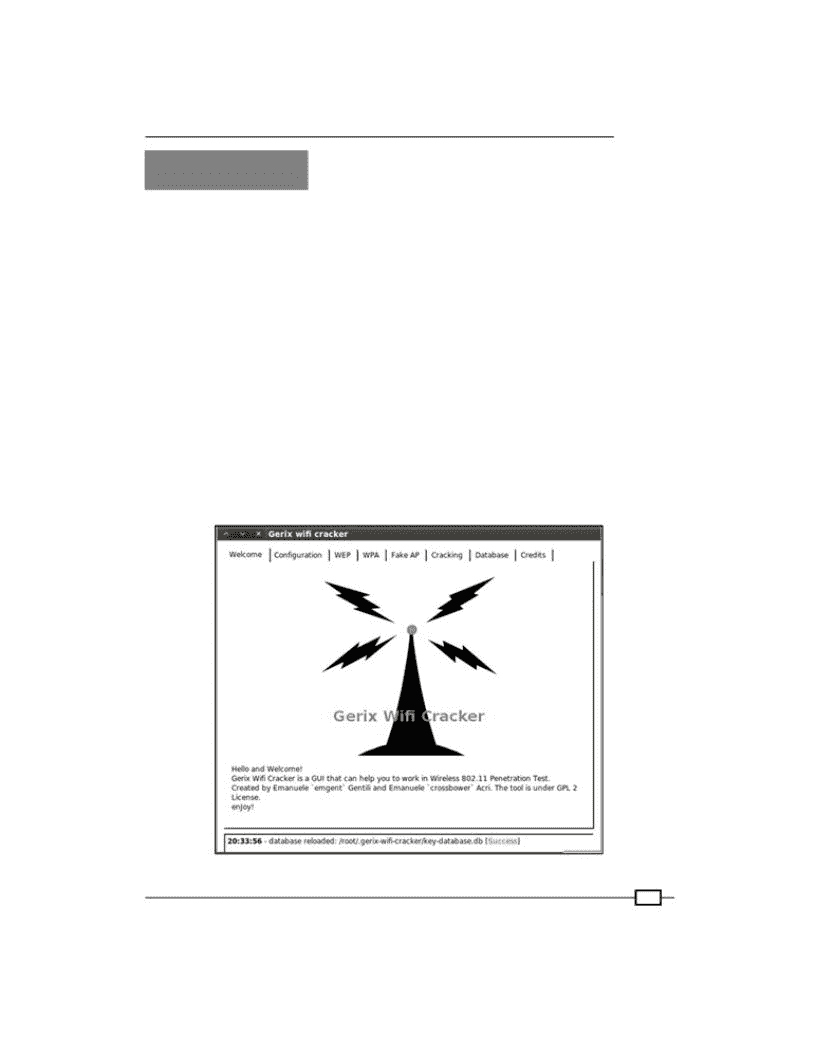 Gerix wifi cracker
Welcome
Configuration
WEP
WPA
Fake AP
Cracking
Database
Credits
Gerix Wifi Cracker
Hello and Welcome!
Gerix Wifi Cracker is a GUI that can help you to work in Wireless 802.11 Penetration Test.
Created by Emanuele `emgent` Gentili and Emanuele `crossbower` Acri. The tool is under GPL 2
License.
enjoy!
20:33:56 - database reloaded: /root/.gerix-wifi-cracker/key-database.db [Success]